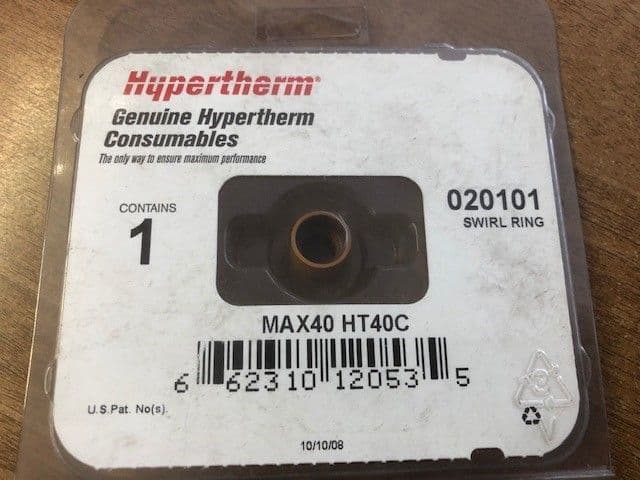 Hypertherm®
Genuine Hypertherm
Consumables
The only way to ensure maximum performance
CONTAINS
1
020101
SWIRL RING
MAX40 HT40C
6 62310 12053 5
U.S.Pat. No(s).
3
10/10/08